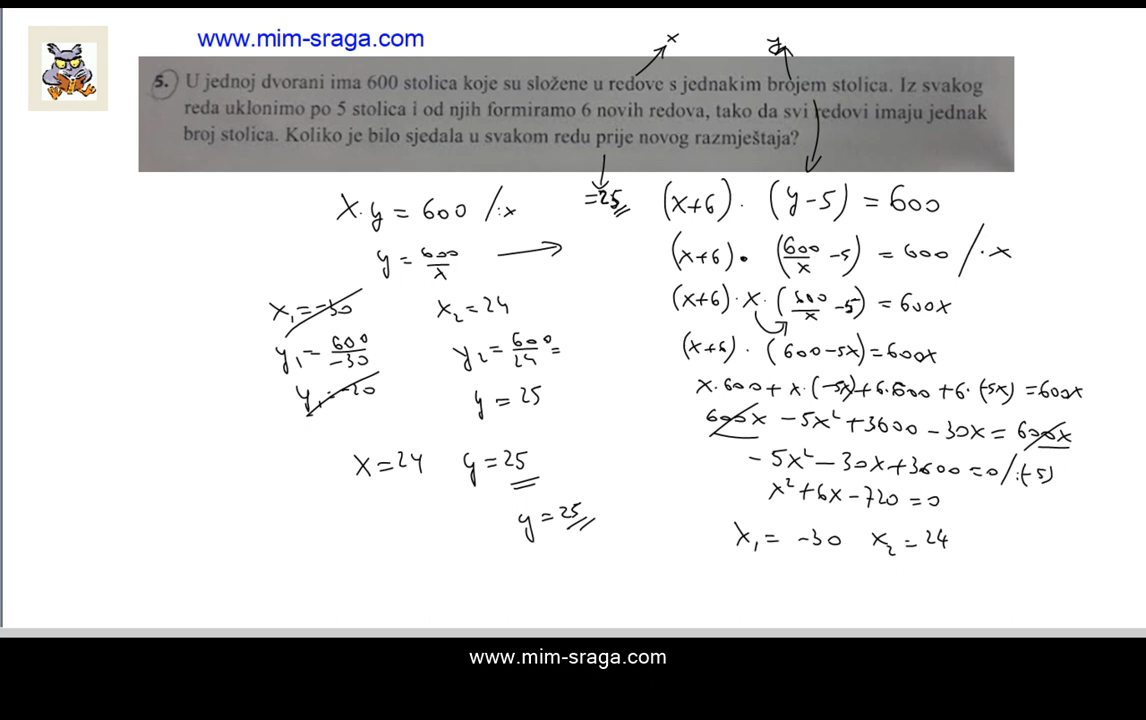 www.mim-sraga.com
x
y
5. U jednoj dvorani ima 600 stolica koje su složene u redove s jednakim brojem stolica. Iz svakog
reda uklonimo po 5 stolica i od njih formiramo 6 novih redova, tako da svi redovi imaju jednak
broj stolica. Koliko je bilo sjedala u svakom redu prije novog razmještaja?
=25
x·y = 600 /:x
y = 600/x
x₁=-30
x₂=24
y₁=600/-30
y₂=600/24=
y₁=-20
y = 25
x=24 y=25
y=25
(x+6)·(y-5)=600
(x+6)·(600/x -5)=600 /·x
(x+6)·x·(600/x -5)=600x
(x+6)·(600-5x)=600x
x·600+x·(-5x)+6·600+6·(-5x)=600x
600x -5x²+3600-30x=600x
-5x²-30x+3600=0/:(-5)
x²+6x-720=0
x₁=-30 x₂=24
www.mim-sraga.com